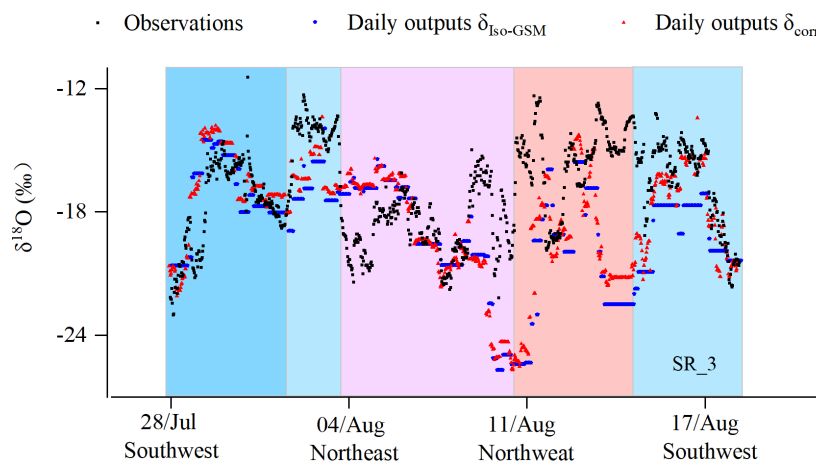 Observations Daily outputs δIso-GSM Daily outputs δcorr
-12
-18
-24
δ18O (‰)
SR_3
28/Jul 04/Aug 11/Aug 17/Aug
Southwest Northeast Northweat Southwest